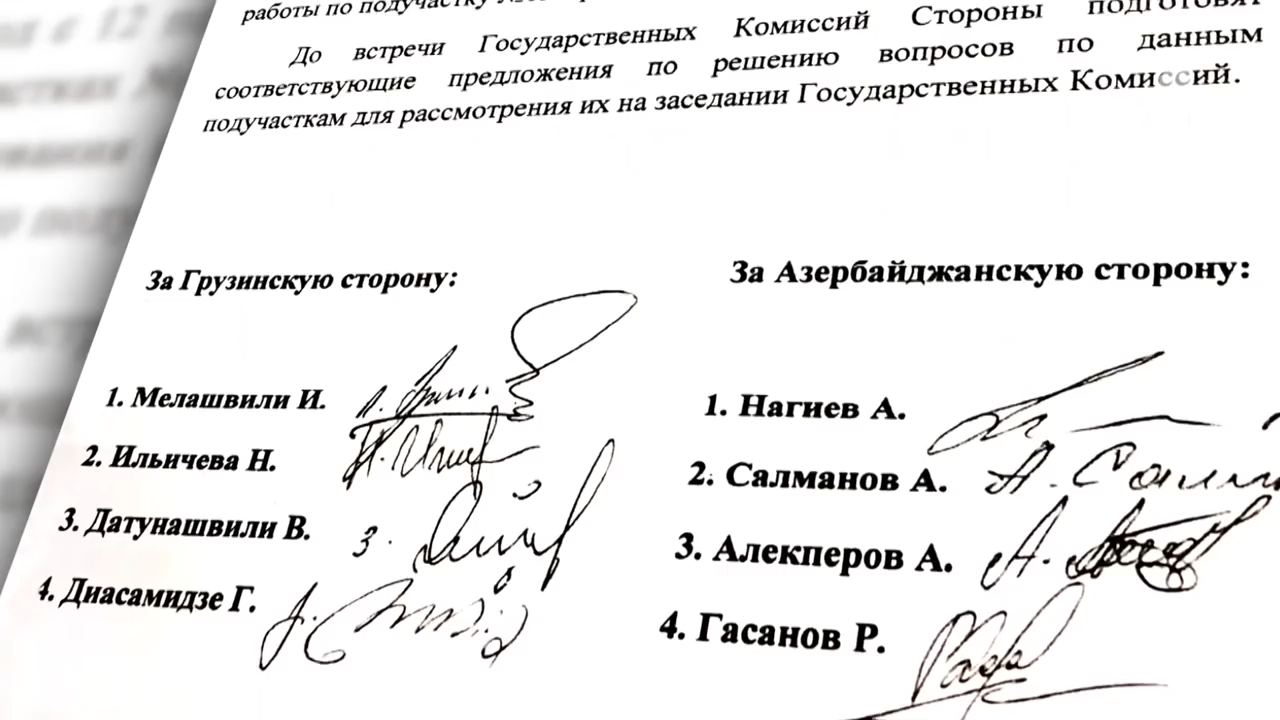 работы по подучастку
До встречи Государственных Комиссий Стороны подготовят
соответствующие предложения по решению вопросов по данным
подучасткам для рассмотрения их на заседании Государственных Комиссий.
За Грузинскую сторону:
За Азербайджанскую сторону:
1. Мелашвили И.
2. Ильичева Н.
3. Датунашвили В.
4. Диасамидзе Г.
1. Нагиев А.
2. Салманов А.
3. Алекперов А.
4. Гасанов Р.